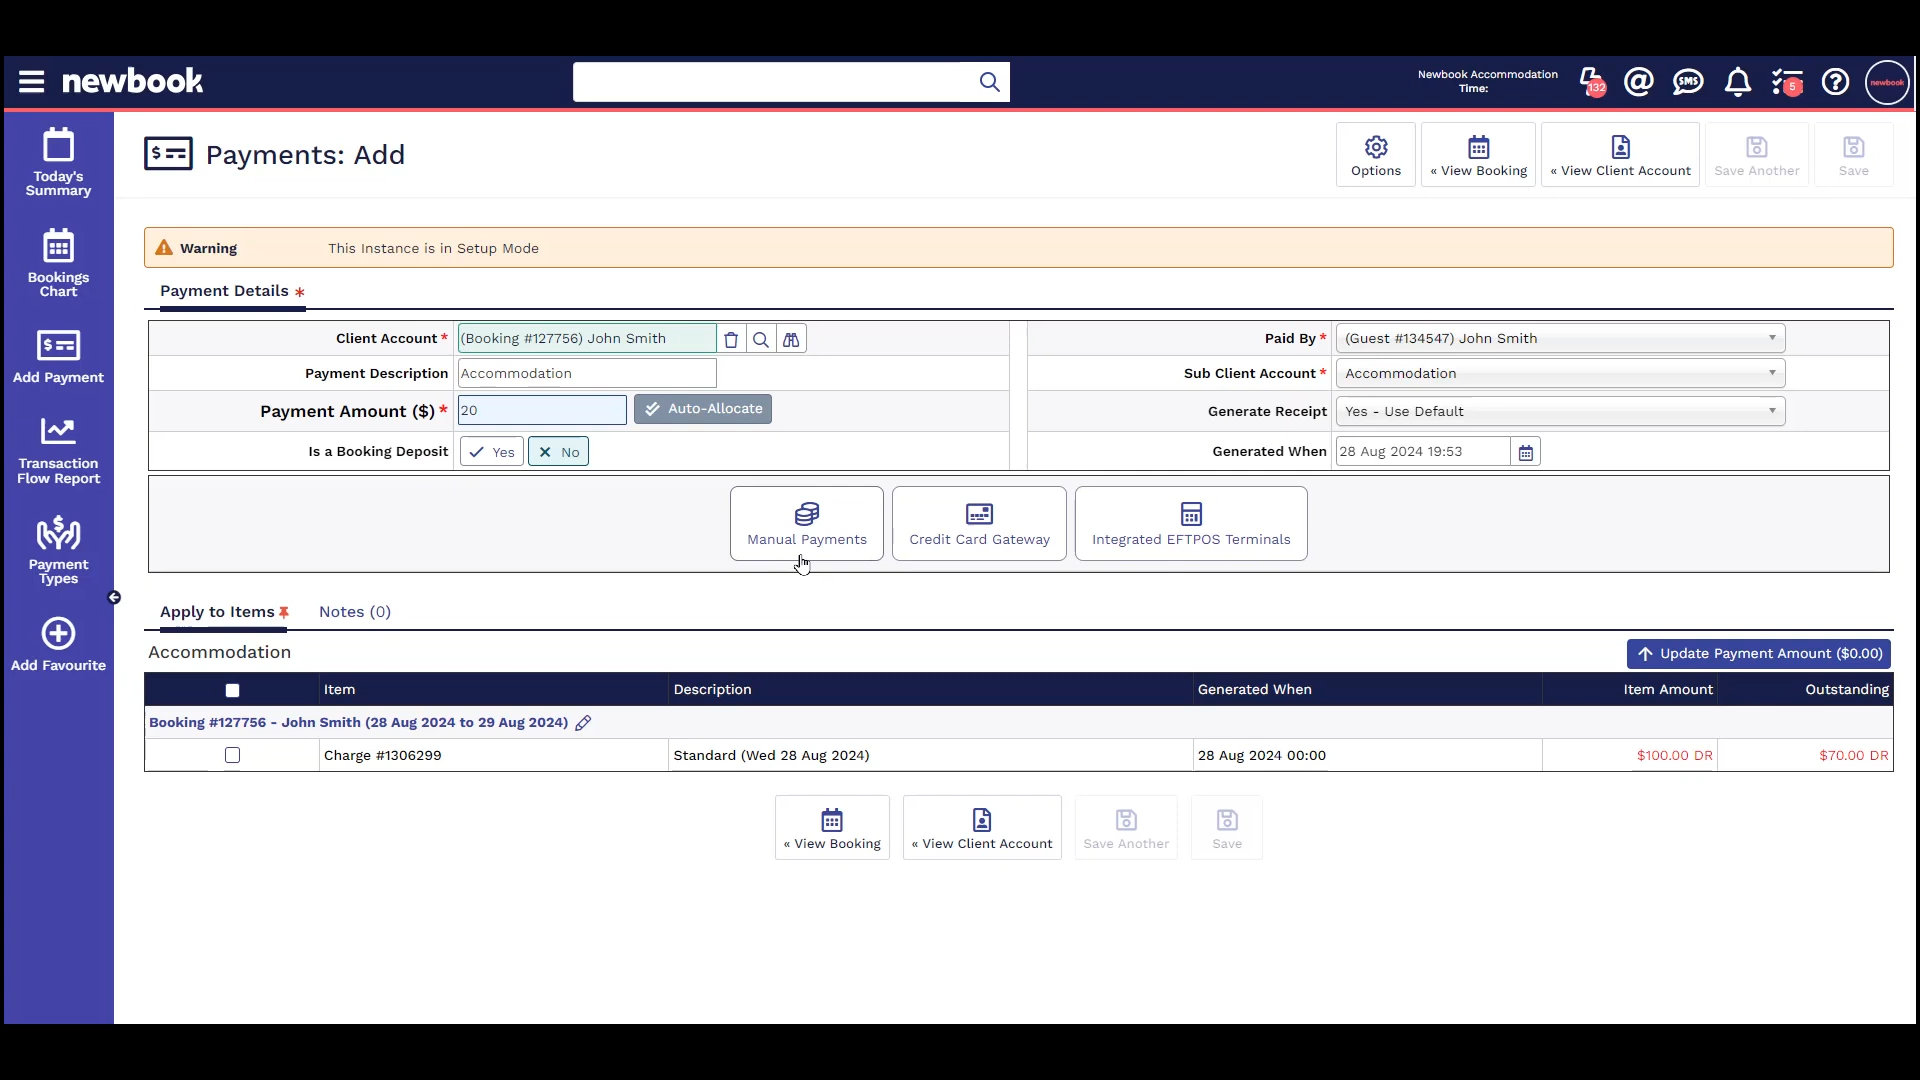 newbook
Newbook Accommodation
Time:
132
@
SMS
5
?
newbook
Today's
Summary
Bookings
Chart
Add Payment
Transaction
Flow Report
Payment
Types
Add Favourite
Payments: Add
Options
« View Booking
« View Client Account
Save Another
Save
Warning This Instance is in Setup Mode
Payment Details *
Client Account * (Booking #127756) John Smith
Paid By * (Guest #134547) John Smith
Payment Description Accommodation
Sub Client Account * Accommodation
Payment Amount ($) * 20 Auto-Allocate
Generate Receipt Yes - Use Default
Is a Booking Deposit Yes No
Generated When 28 Aug 2024 19:53
Manual Payments Credit Card Gateway Integrated EFTPOS Terminals
Apply to Items Notes (0)
Accommodation
Update Payment Amount ($0.00)
Item Description Generated When Item Amount Outstanding
Booking #127756 - John Smith (28 Aug 2024 to 29 Aug 2024)
Charge #1306299 Standard (Wed 28 Aug 2024) 28 Aug 2024 00:00 $100.00 DR $70.00 DR
« View Booking « View Client Account Save Another Save